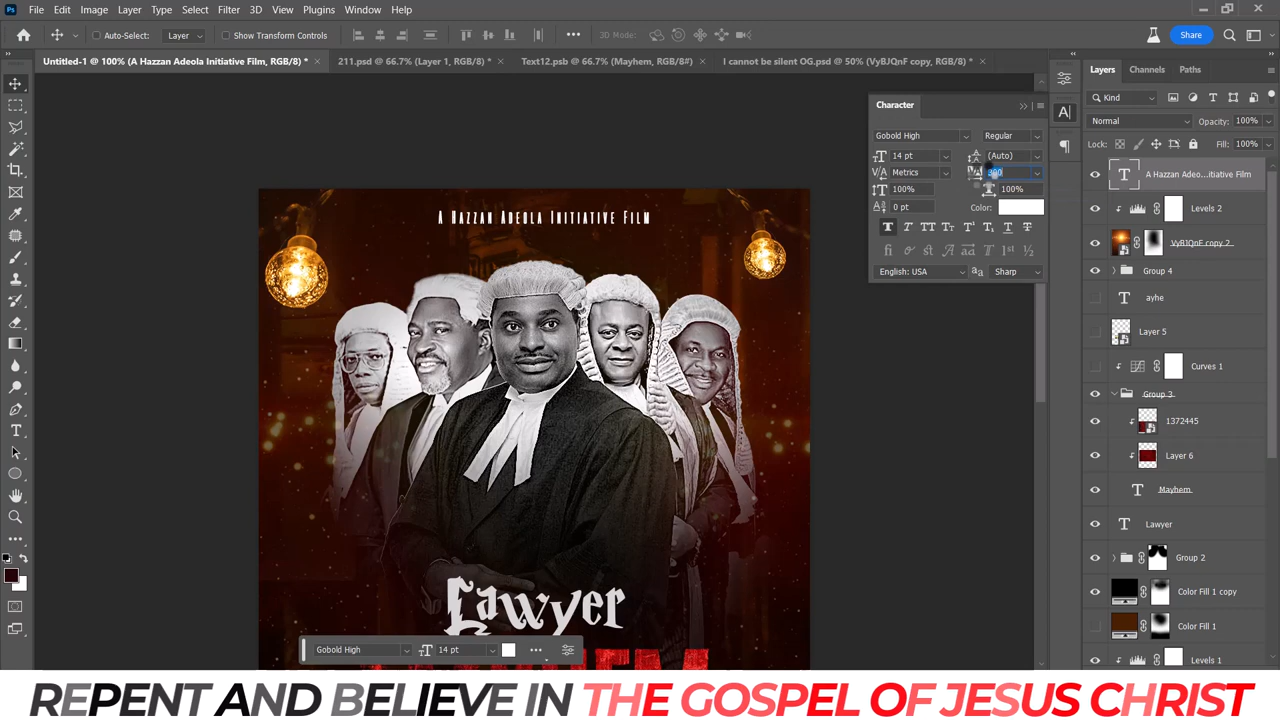 Ps File Edit Image Layer Type Select Filter 3D View Plugins Window Help
Auto-Select: Layer Show Transform Controls 3D Mode: Share
Untitled-1 @ 100% (A Hazzan Adeola Initiative Film, RGB/8) * × 211.psd @ 66.7% (Layer 1, RGB/8) * × Text12.psb @ 66.7% (Mayhem, RGB/8#) × I cannot be silent OG.psd @ 50% (VyBJQnF copy, RGB/8) * ×
Layers Channels Paths
Kind
Normal Opacity: 100%
Lock: Fill: 100%
Character
Gobold High Regular
14 pt (Auto)
Metrics 300
100% 100%
0 pt Color:
English: USA Sharp
A Hazzan Adeo...itiative Film
Levels 2
VyBJQnF copy 2
Group 4
ayhe
Layer 5
Curves 1
Group 3
1372445
Layer 6
Mayhem
Lawyer
Group 2
Color Fill 1 copy
Color Fill 1
Levels 1
A Hazzan Adeola Initiative Film
Lawyer
Gobold High 14 pt
REPENT AND BELIEVE IN THE GOSPEL OF JESUS CHRIST